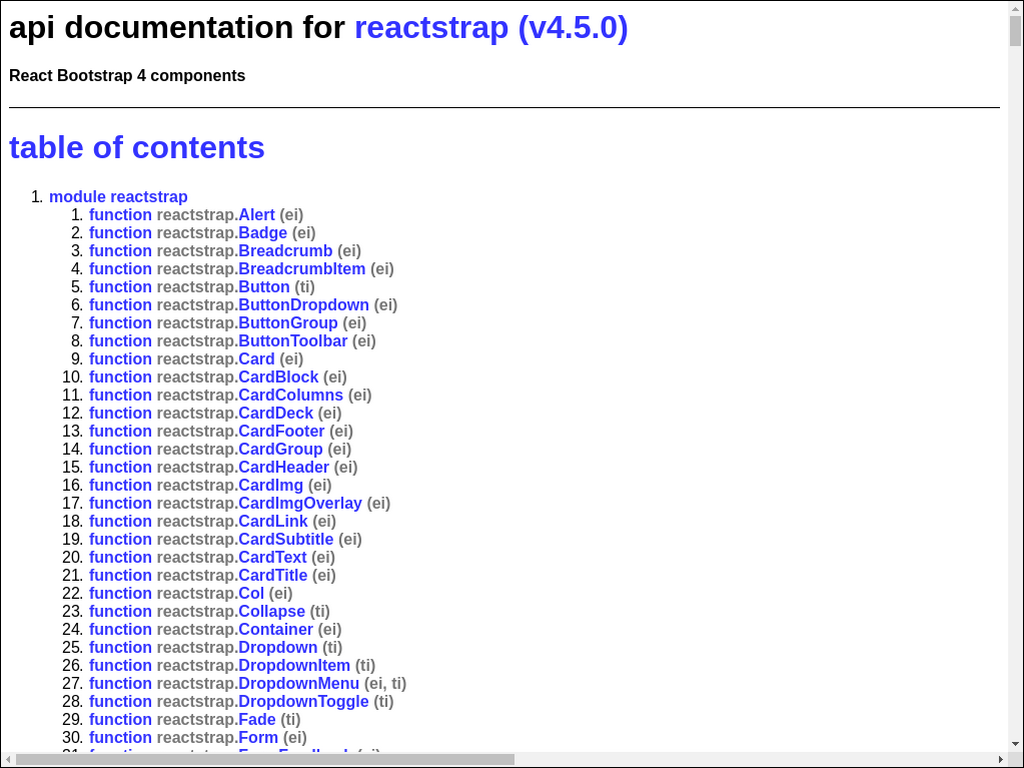 api documentation for reactstrap (v4.5.0)
React Bootstrap 4 components
table of contents
1. module reactstrap
1. function reactstrap.Alert (ei)
2. function reactstrap.Badge (ei)
3. function reactstrap.Breadcrumb (ei)
4. function reactstrap.BreadcrumbItem (ei)
5. function reactstrap.Button (ti)
6. function reactstrap.ButtonDropdown (ei)
7. function reactstrap.ButtonGroup (ei)
8. function reactstrap.ButtonToolbar (ei)
9. function reactstrap.Card (ei)
10. function reactstrap.CardBlock (ei)
11. function reactstrap.CardColumns (ei)
12. function reactstrap.CardDeck (ei)
13. function reactstrap.CardFooter (ei)
14. function reactstrap.CardGroup (ei)
15. function reactstrap.CardHeader (ei)
16. function reactstrap.CardImg (ei)
17. function reactstrap.CardImgOverlay (ei)
18. function reactstrap.CardLink (ei)
19. function reactstrap.CardSubtitle (ei)
20. function reactstrap.CardText (ei)
21. function reactstrap.CardTitle (ei)
22. function reactstrap.Col (ei)
23. function reactstrap.Collapse (ti)
24. function reactstrap.Container (ei)
25. function reactstrap.Dropdown (ti)
26. function reactstrap.DropdownItem (ti)
27. function reactstrap.DropdownMenu (ei, ti)
28. function reactstrap.DropdownToggle (ti)
29. function reactstrap.Fade (ti)
30. function reactstrap.Form (ei)